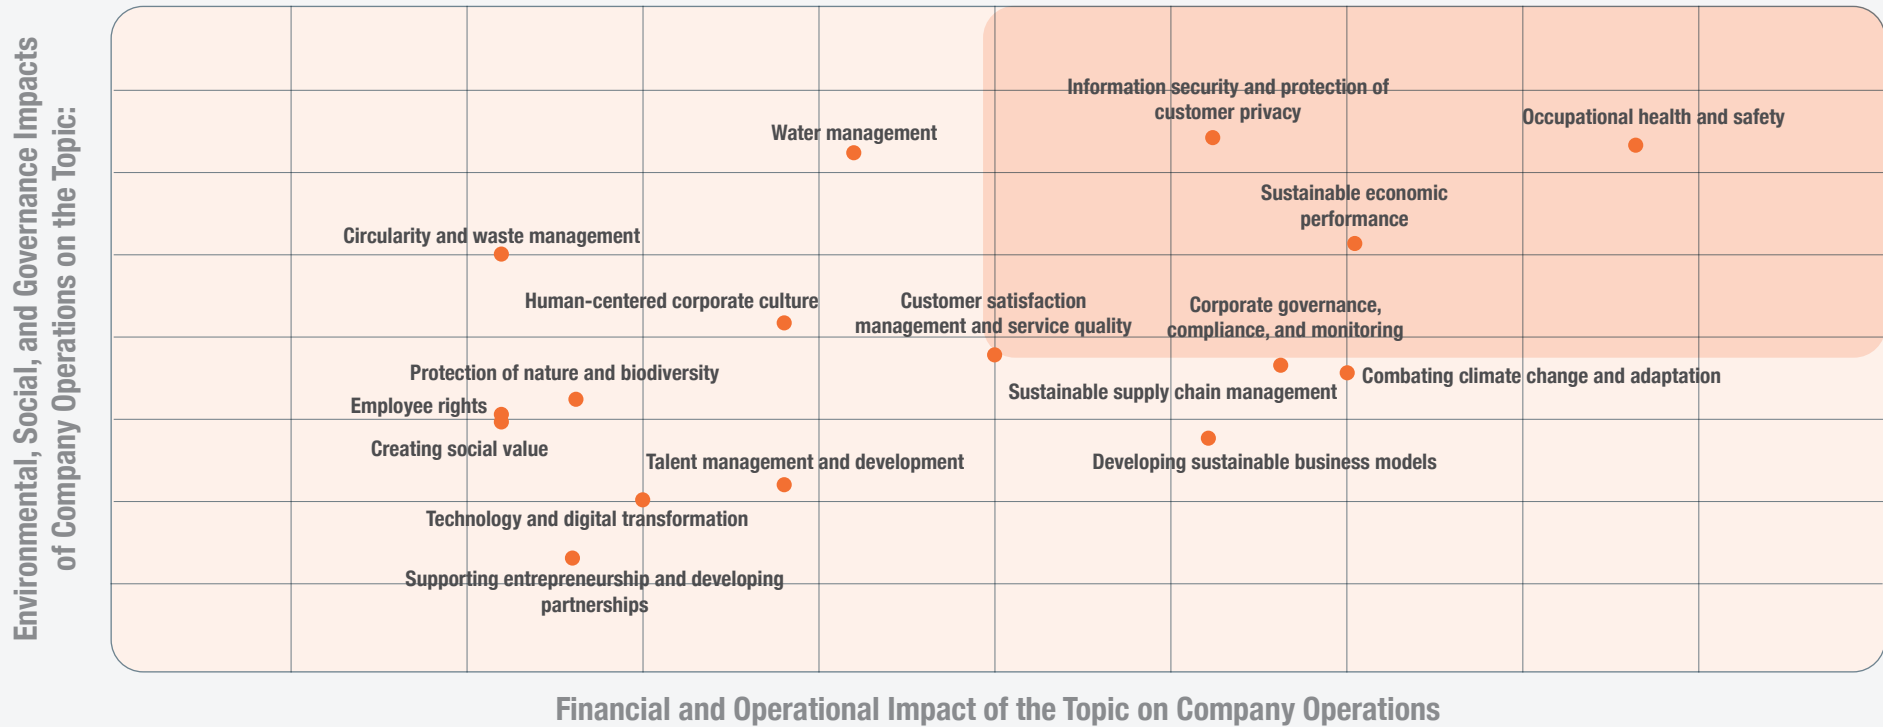 Environmental, Social, and Governance Impacts
of Company Operations on the Topic:
Information security and protection of
customer privacy
Occupational health and safety
Water management
Sustainable economic
performance
Circularity and waste management
Human-centered corporate culture
Customer satisfaction
management and service quality
Corporate governance,
compliance, and monitoring
Protection of nature and biodiversity
Combating climate change and adaptation
Sustainable supply chain management
Employee rights
Creating social value
Talent management and development
Developing sustainable business models
Technology and digital transformation
Supporting entrepreneurship and developing
partnerships
Financial and Operational Impact of the Topic on Company Operations